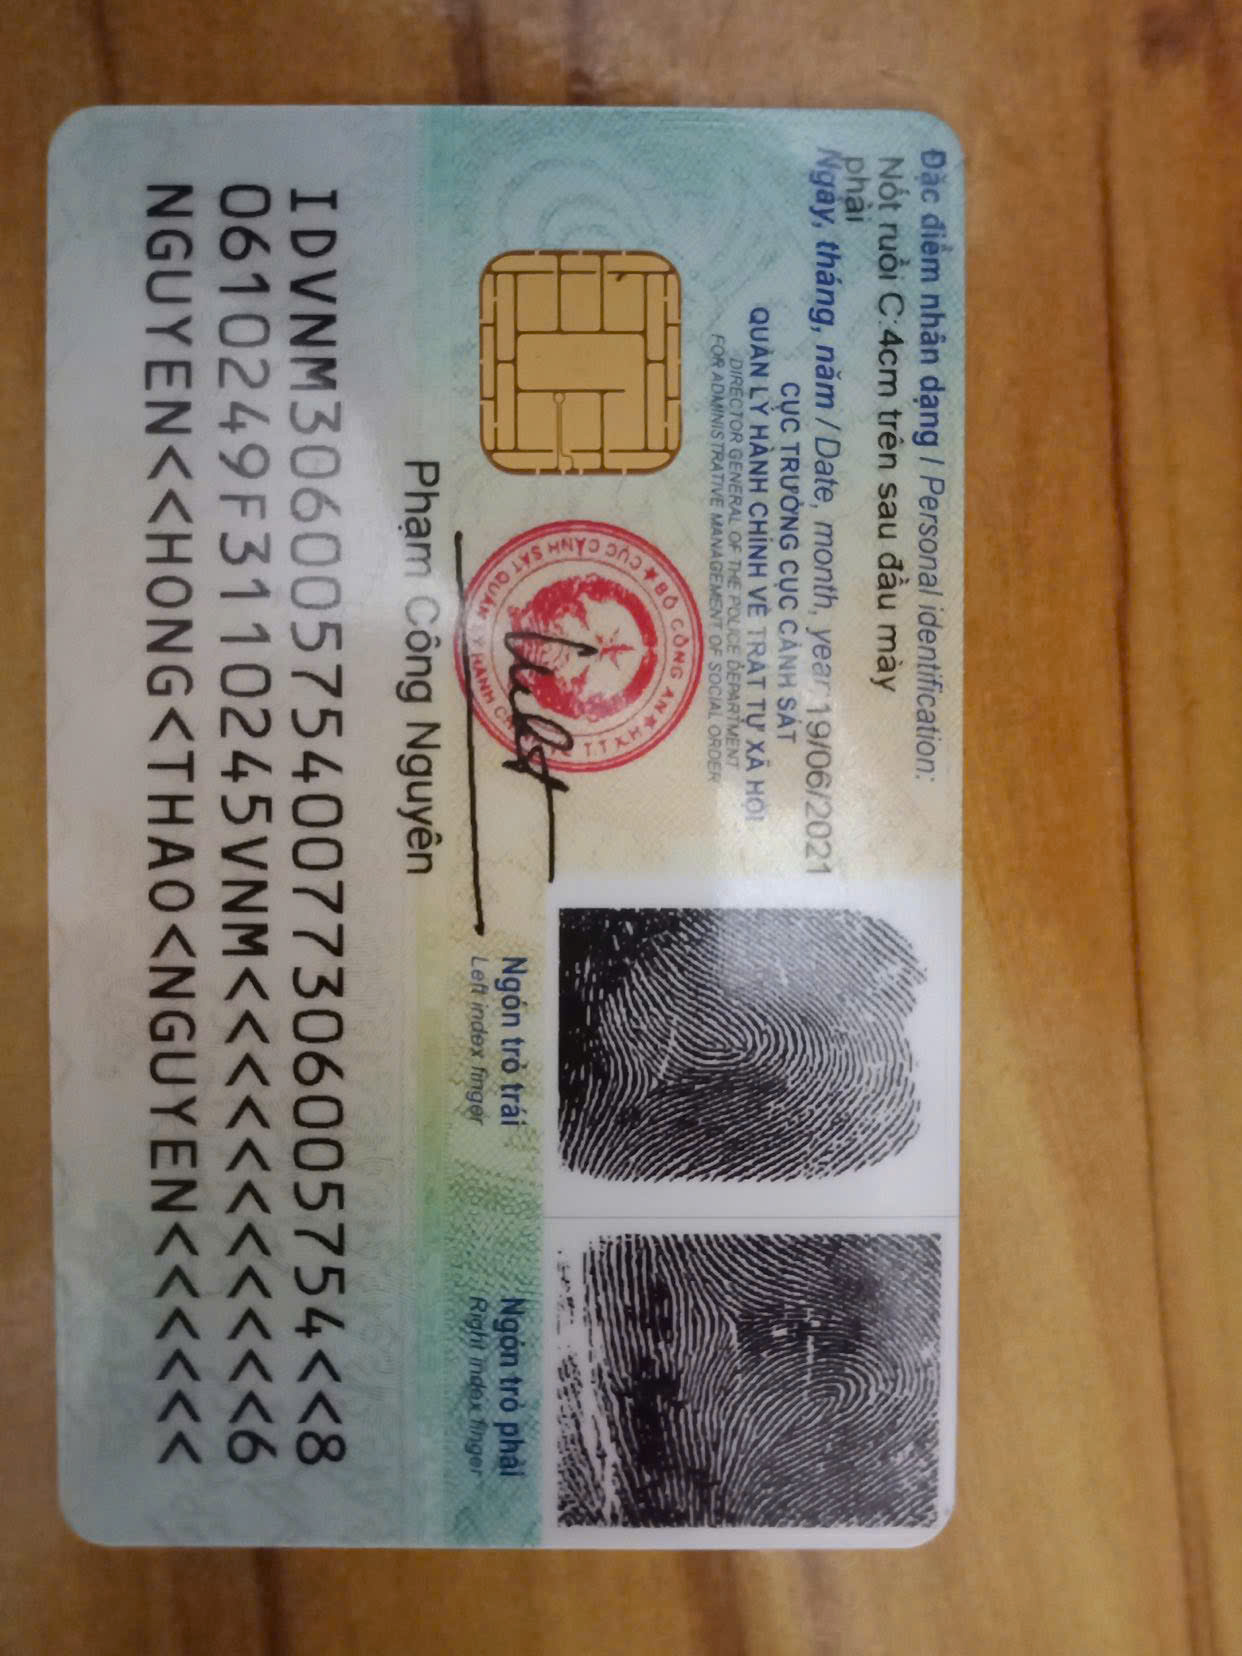 Đặc điểm nhân dạng / Personal identification:
Nốt ruồi C:4cm trên sau đầu mày
phải
Ngày, tháng, năm / Date, month, year: 19/06/2021
CỤC TRƯỞNG CỤC CẢNH SÁT
QUẢN LÝ HÀNH CHÍNH VỀ TRẬT TỰ XÃ HỘI
DIRECTOR GENERAL OF THE POLICE DEPARTMENT
FOR ADMINISTRATIVE MANAGEMENT OF SOCIAL ORDER
BỘ CÔNG AN
CỤC CẢNH SÁT QUẢN LÝ HÀNH CHÍNH VỀ TTXH
Phạm Công Nguyên
Ngón trỏ trái
Left index finger
Ngón trỏ phải
Right index finger
IDVNM3060057540077306005754<<8
0610249F3110245VNM<<<<<<<<<<<6
NGUYEN<<HONG<THAO<NGUYEN<<<<<<